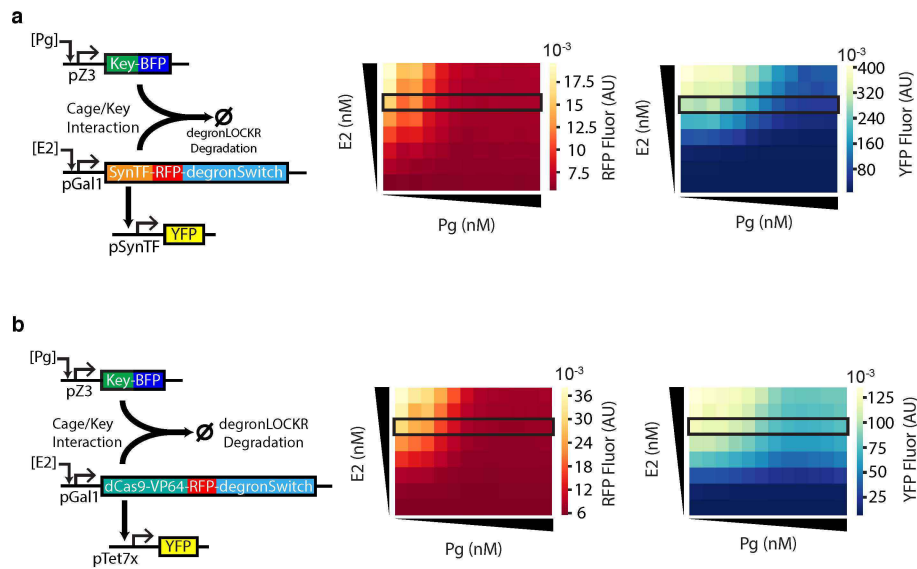 a
[Pg]
pZ3
Key-BFP
Cage/Key
Interaction
Ø
degronLOCKR
Degradation
[E2]
pGal1
SynTF-RFP-degronSwitch
pSynTF
YFP
E2 (nM)
Pg (nM)
10-3
17.5
15
12.5
10
7.5
RFP Fluor (AU)
E2 (nM)
Pg (nM)
10-3
400
320
240
160
80
YFP Fluor (AU)
b
[Pg]
pZ3
Key-BFP
Cage/Key
Interaction
Ø
degronLOCKR
Degradation
[E2]
pGal1
dCas9-VP64-RFP-degronSwitch
pTet7x
YFP
E2 (nM)
Pg (nM)
10-3
36
30
24
18
12
6
RFP Fluor (AU)
E2 (nM)
Pg (nM)
10-3
125
100
75
50
25
YFP Fluor (AU)